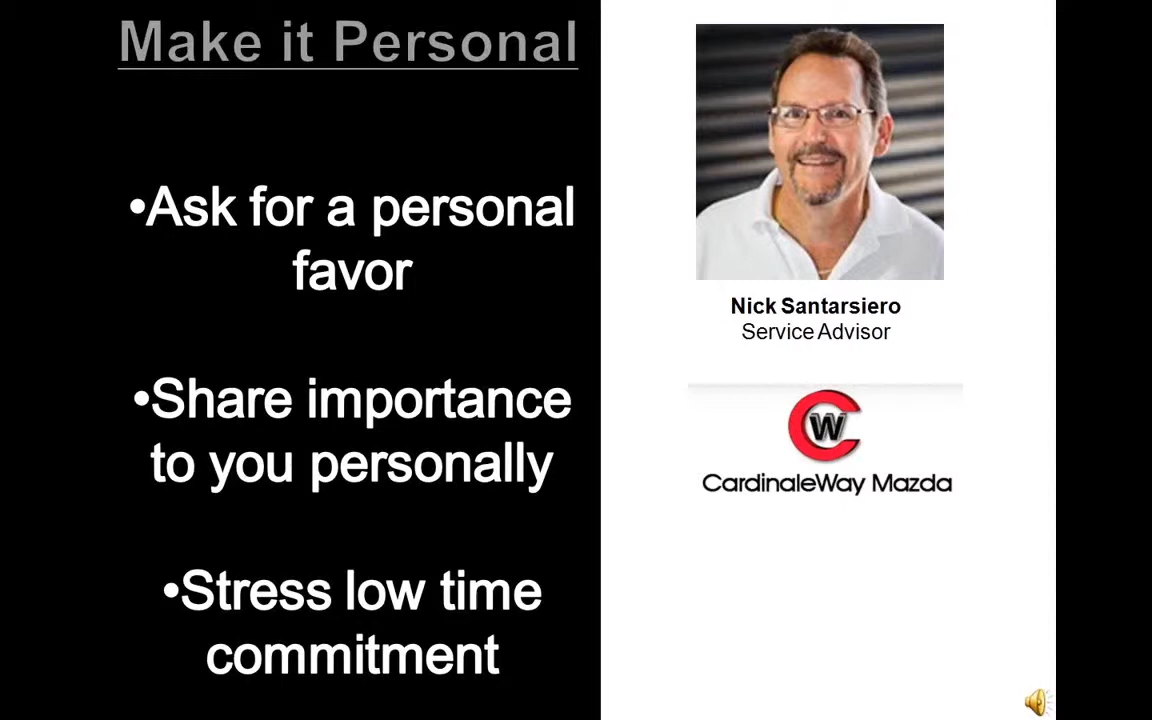 Make it Personal
•Ask for a personal
favor
•Share importance
to you personally
•Stress low time
commitment
Nick Santarsiero
Service Advisor
CW
CardinaleWay Mazda